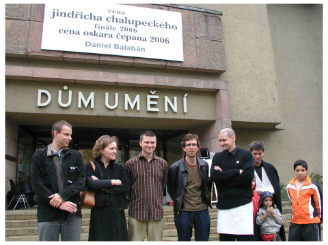 cena
jindřicha chalupeckého
finále 2006
cena oskara čepana 2006
Daniel Balabán
DŮM UMĚNÍ